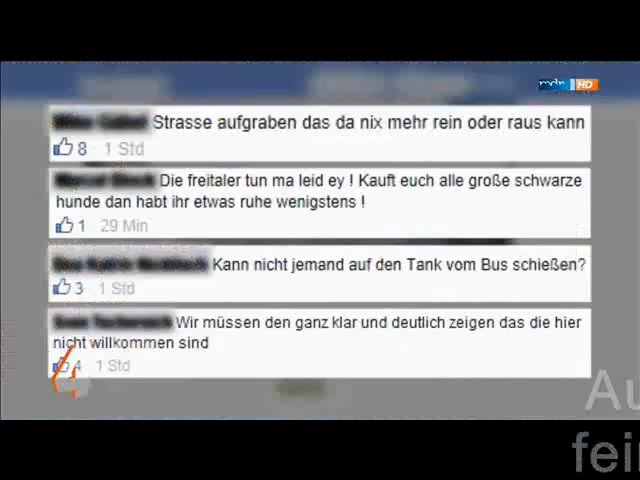 mdr HD
Strasse aufgraben das da nix mehr rein oder raus kann
8 · 1 Std
Die freitaler tun ma leid ey ! Kauft euch alle große schwarze
hunde dan habt ihr etwas ruhe wenigstens !
1 · 29 Min
Kann nicht jemand auf den Tank vom Bus schießen?
3 · 1 Std
Wir müssen den ganz klar und deutlich zeigen das die hier
nicht willkommen sind
4 · 1 Std
Au
fei